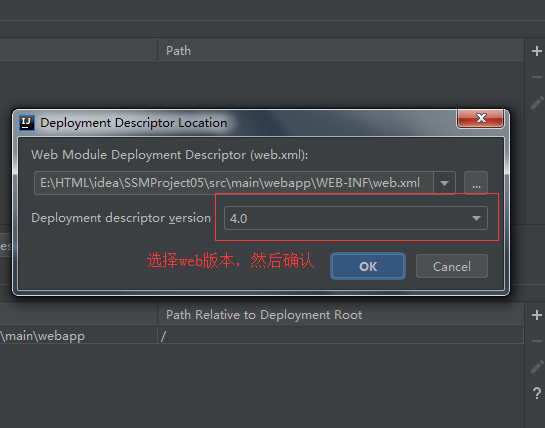 Path
Deployment Descriptor Location
Web Module Deployment Descriptor (web.xml):
E:\HTML\idea\SSMProject05\src\main\webapp\WEB-INF\web.xml
...
Deployment descriptor version
4.0
选择web版本，然后确认
OK
Cancel
Path Relative to Deployment Root
\main\webapp
/
?